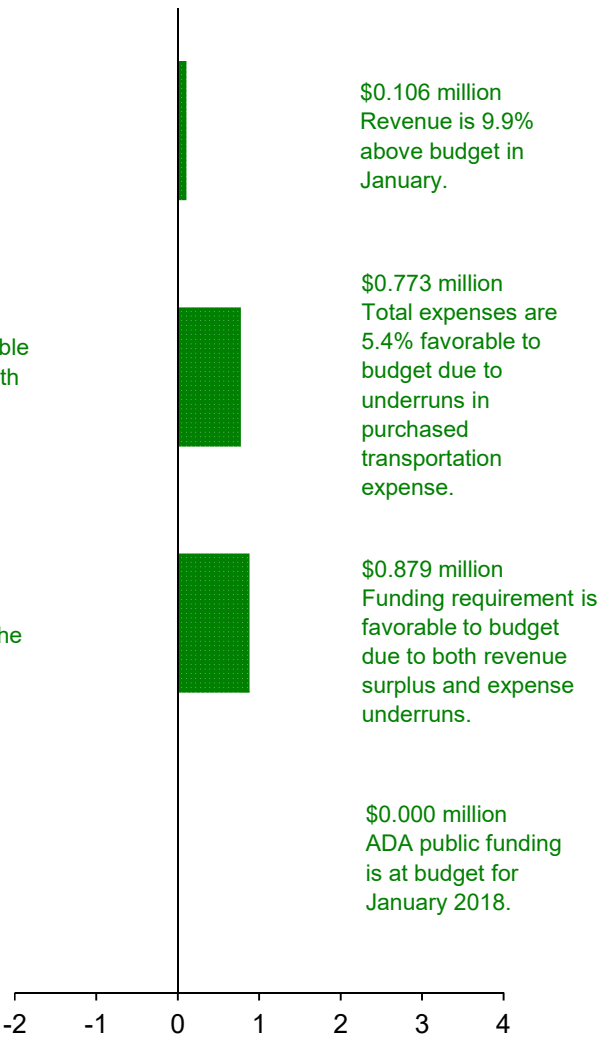 $0.106 million
Revenue is 9.9%
above budget in
January.
$0.773 million
Total expenses are
5.4% favorable to
budget due to
underruns in
purchased
transportation
expense.
ble
th
$0.879 million
Funding requirement is
favorable to budget
due to both revenue
surplus and expense
underruns.
he
$0.000 million
ADA public funding
is at budget for
January 2018.
-2 -1 0 1 2 3 4